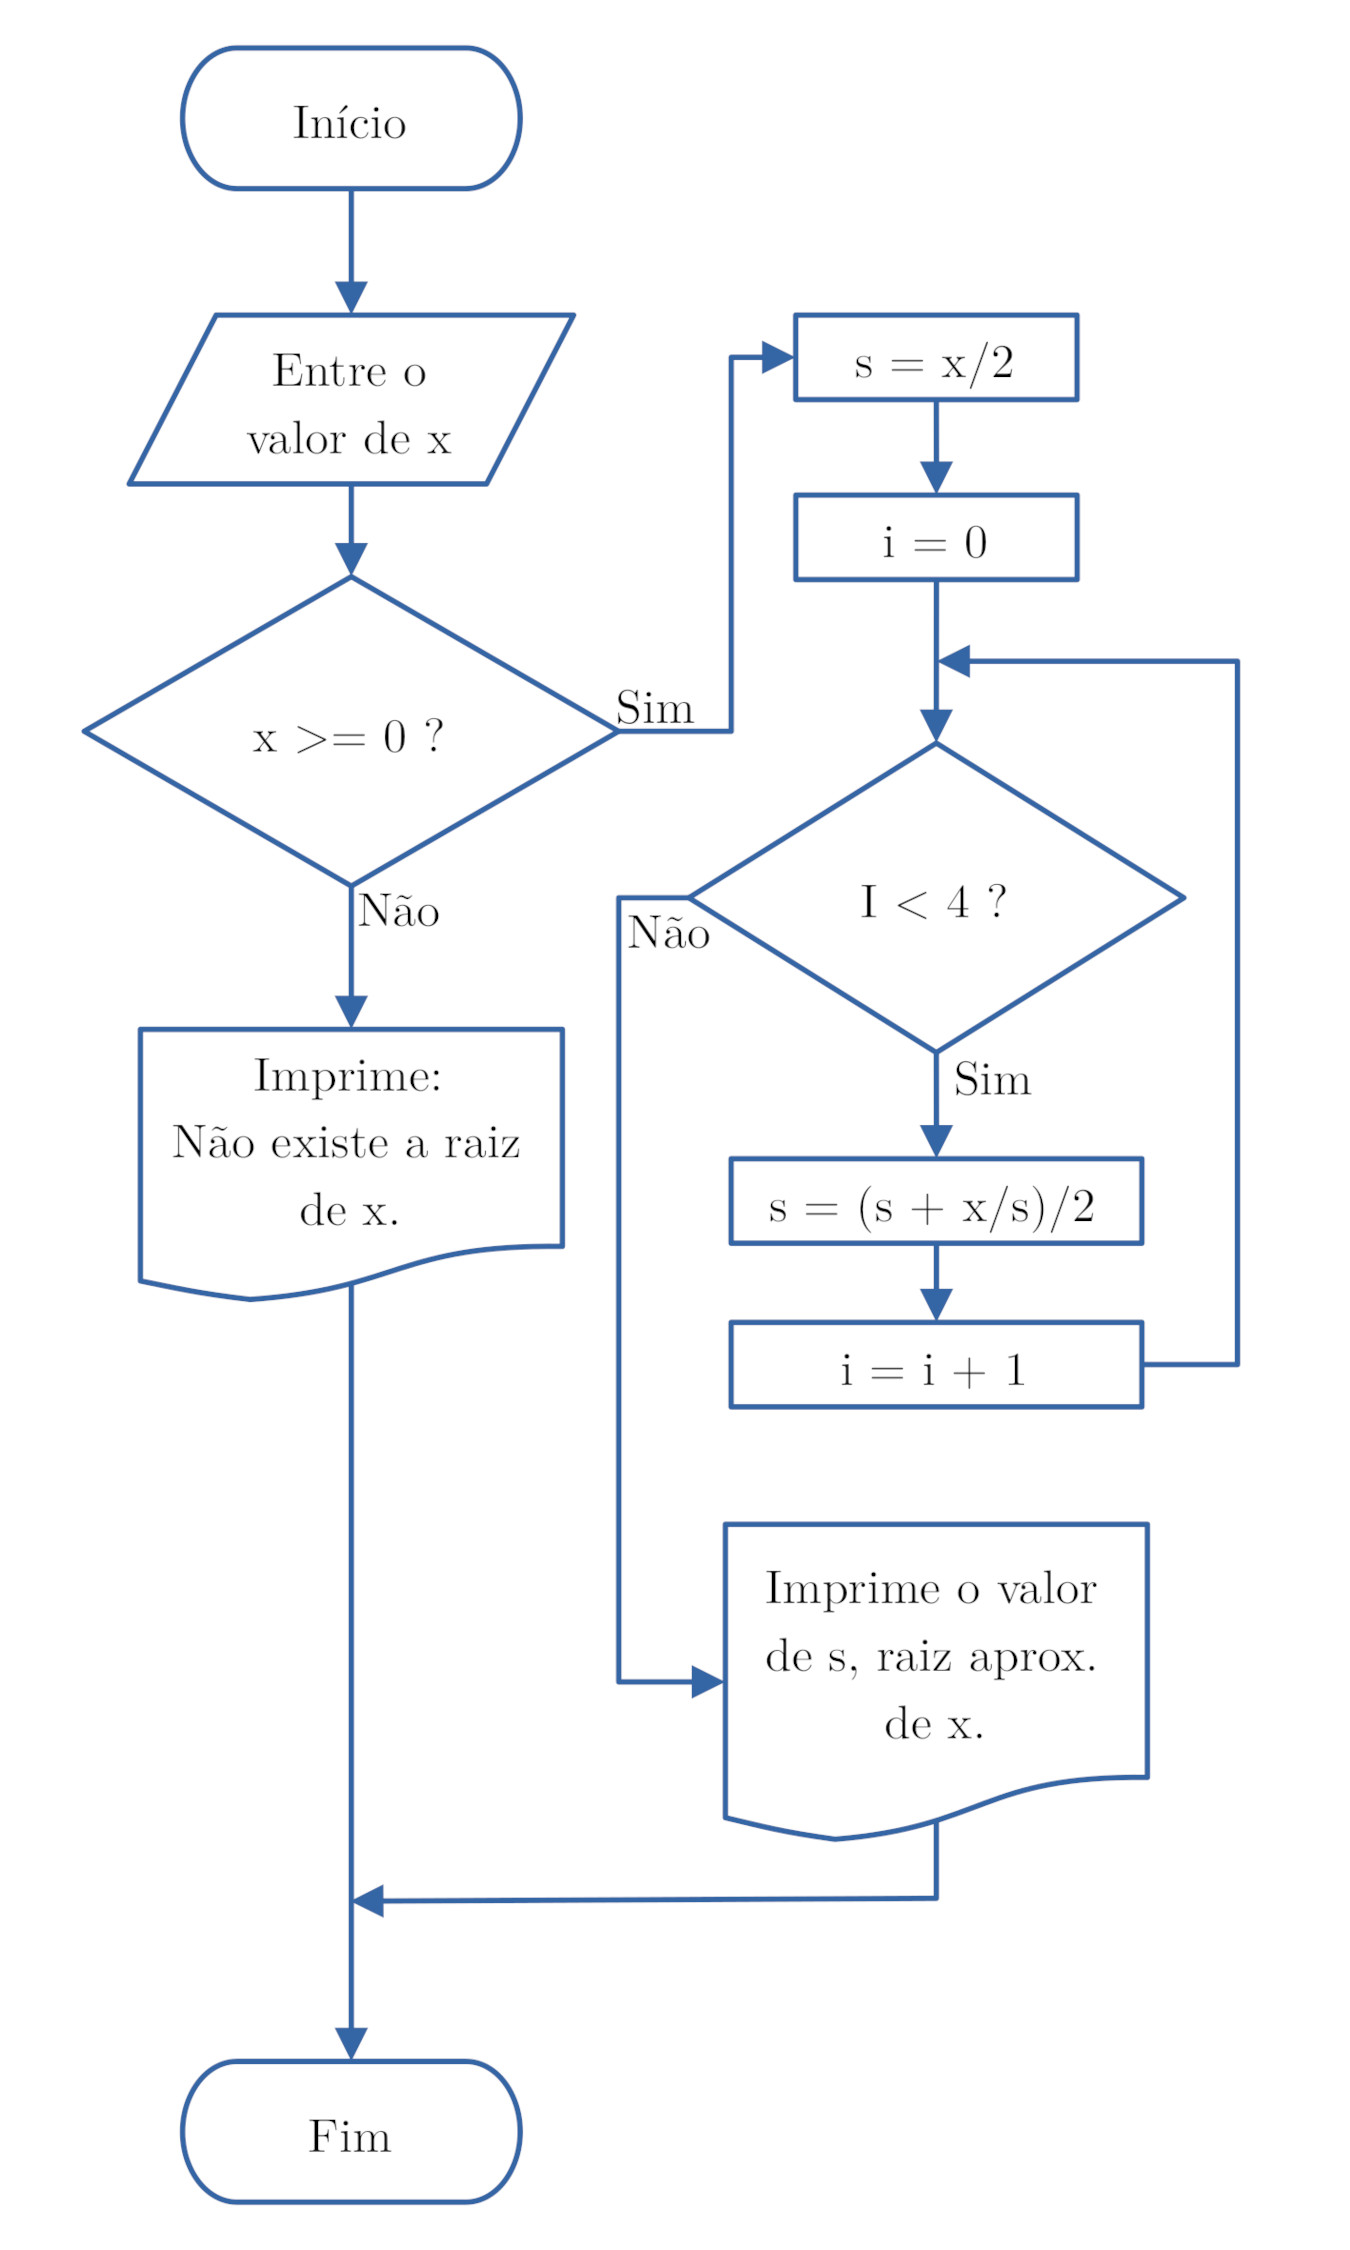 Início
Entre o
valor de x
x >= 0 ?
Sim
Não
Imprime:
Não existe a raiz
de x.
s = x/2
i = 0
I < 4 ?
Não
Sim
s = (s + x/s)/2
i = i + 1
Imprime o valor
de s, raiz aprox.
de x.
Fim